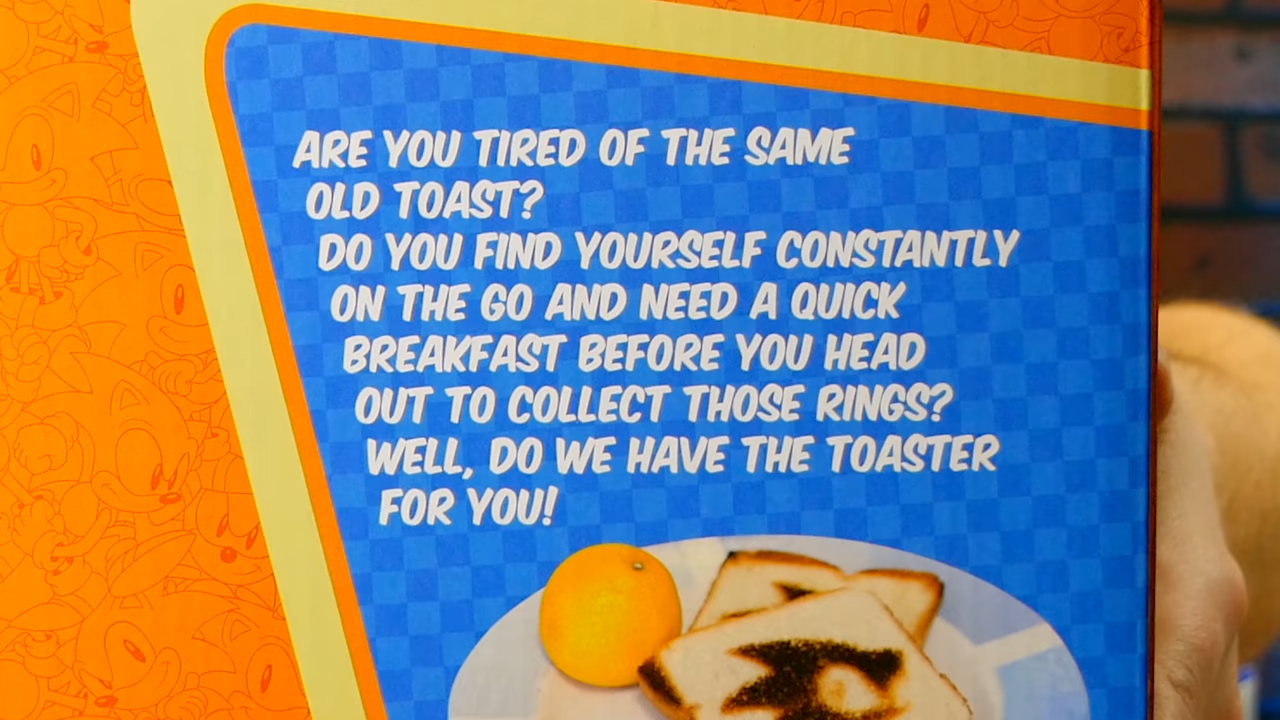 ARE YOU TIRED OF THE SAME
OLD TOAST?
DO YOU FIND YOURSELF CONSTANTLY
ON THE GO AND NEED A QUICK
BREAKFAST BEFORE YOU HEAD
OUT TO COLLECT THOSE RINGS?
WELL, DO WE HAVE THE TOASTER
FOR YOU!